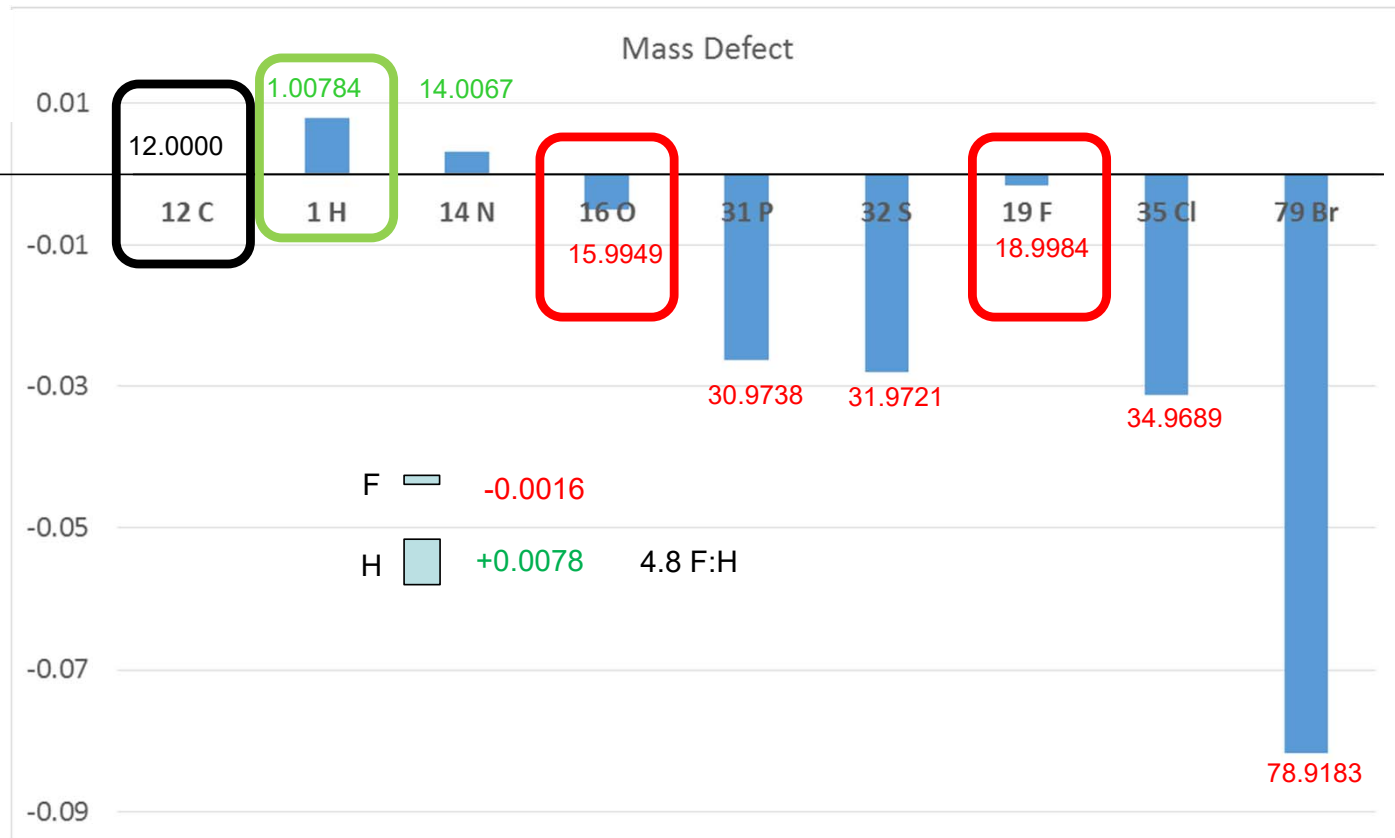 Mass Defect
1.00784
14.0067
0.01
12.0000
12 C
1 H
14 N
16 O
31 P
32 S
19 F
35 Cl
79 Br
-0.01
15.9949
18.9984
-0.03
30.9738
31.9721
34.9689
F
-0.0016
-0.05
H
+0.0078
4.8 F:H
-0.07
78.9183
-0.09